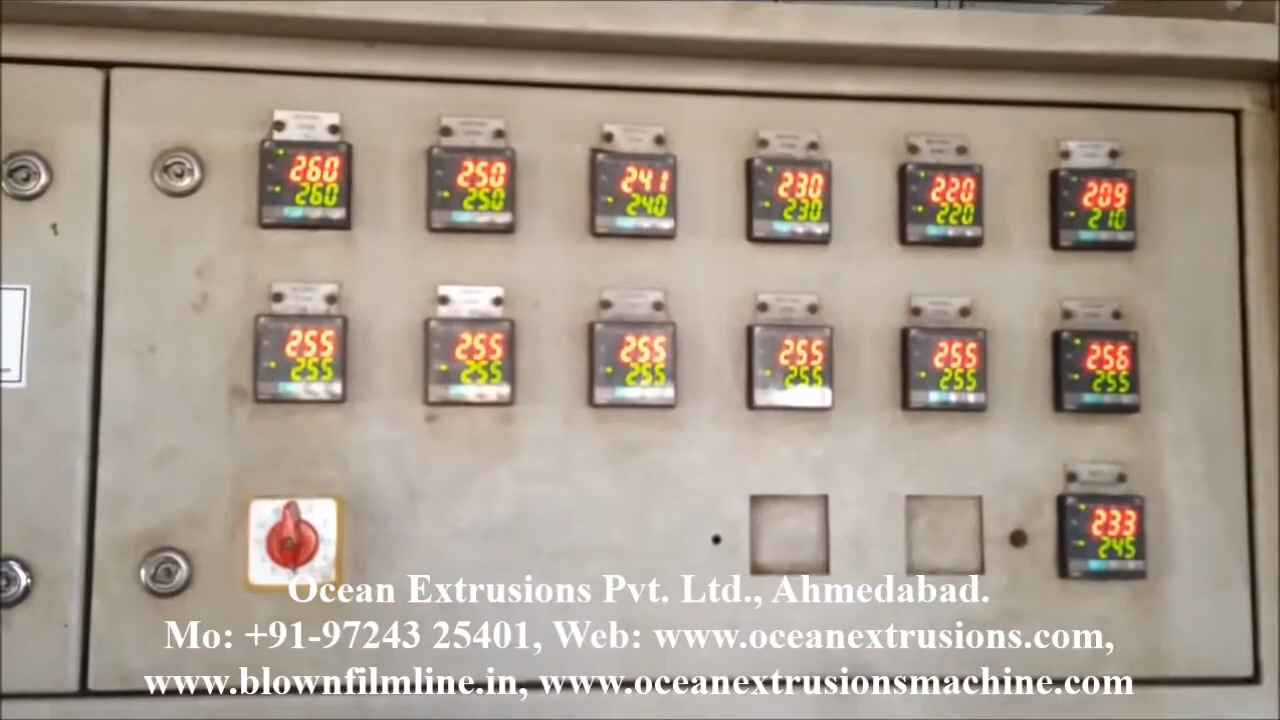 260 250 241 230 220 209
260 250 240 230 220 210
255 255 255 255 255 256
255 255 255 255 255 255
233
245
Ocean Extrusions Pvt. Ltd., Ahmedabad.
Mo: +91-97243 25401, Web: www.oceanextrusions.com,
www.blownfilmline.in, www.oceanextrusionsmachine.com